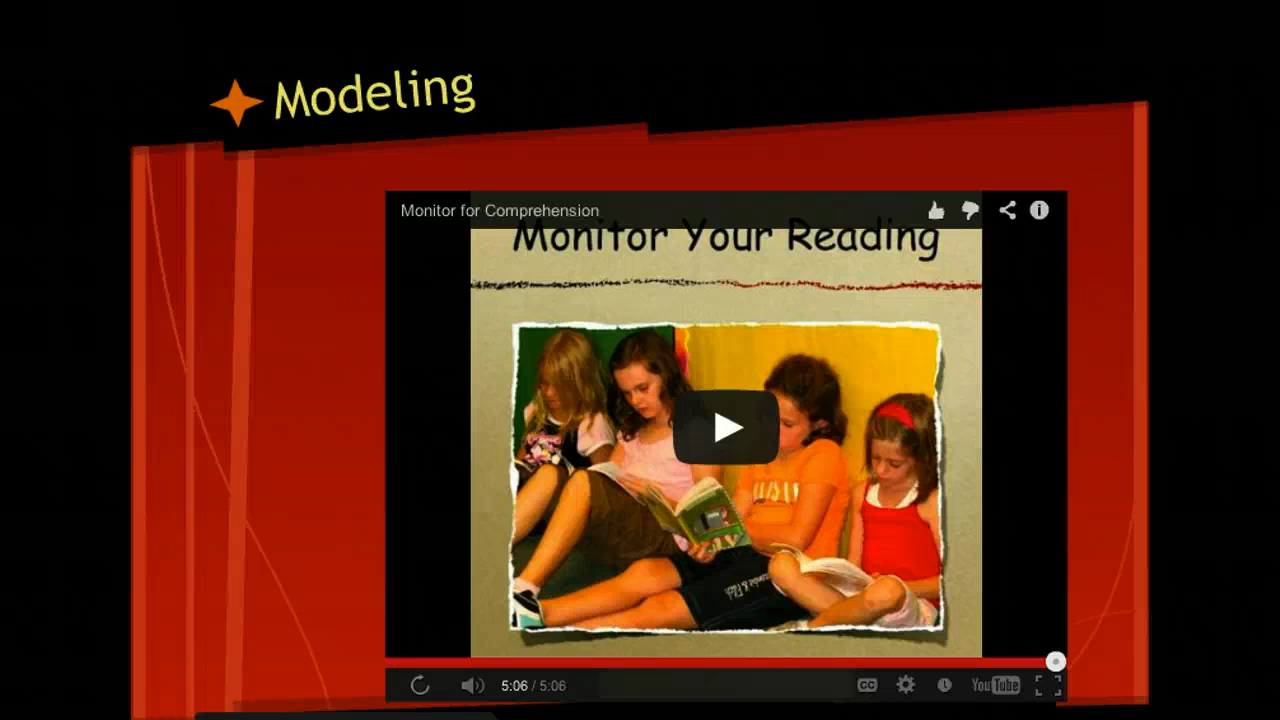 Modeling
Monitor for Comprehension
Monitor Your Reading
5:06 / 5:06
CC
YouTube